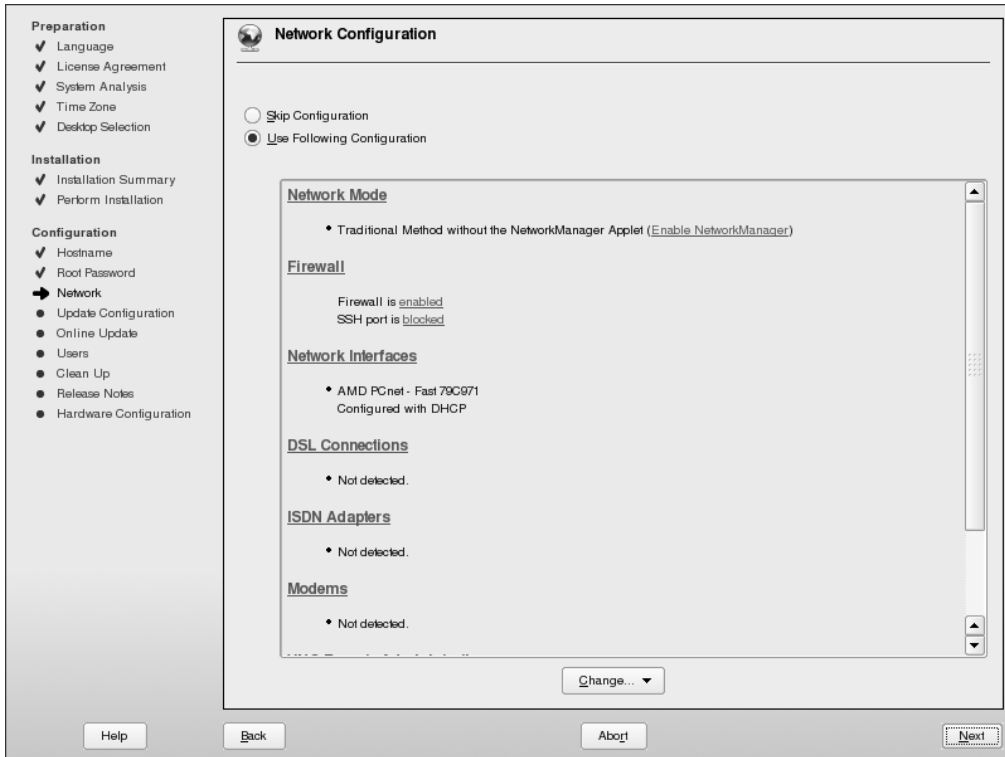 Preparation
Language
License Agreement
System Analysis
Time Zone
Desktop Selection
Installation
Installation Summary
Perform Installation
Configuration
Hostname
Root Password
Network
Update Configuration
Online Update
Users
Clean Up
Release Notes
Hardware Configuration
Network Configuration
Skip Configuration
Use Following Configuration
Network Mode
Traditional Method without the NetworkManager Applet (Enable NetworkManager)
Firewall
Firewall is enabled
SSH port is blocked
Network Interfaces
AMD PCnet - Fast 79C971
Configured with DHCP
DSL Connections
Not detected.
ISDN Adapters
Not detected.
Modems
Not detected.
Change...
Help
Back
Abort
Next